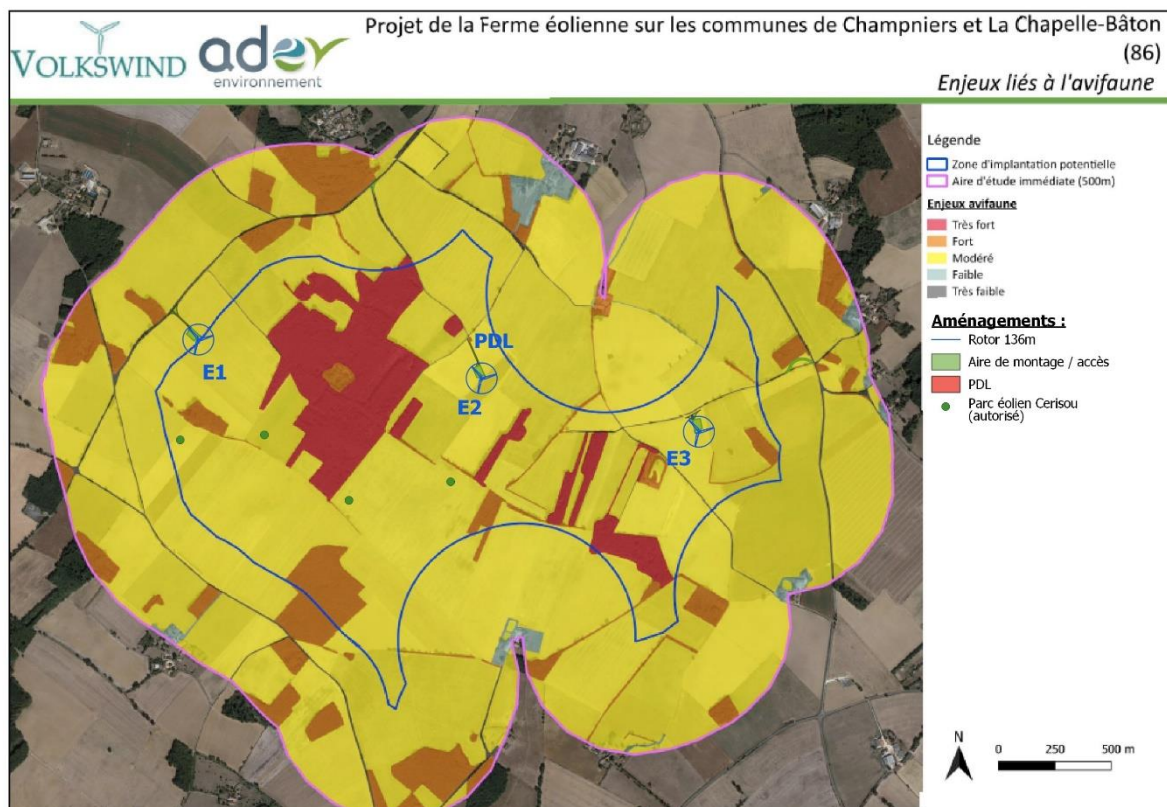 VOLKSWIND
adev
environnement
Projet de la Ferme éolienne sur les communes de Champniers et La Chapelle-Bâton
(86)
Enjeux liés à l'avifaune
Légende
Zone d'implantation potentielle
Aire d'étude immédiate (500m)
Enjeux avifaune
Très fort
Fort
Modéré
Faible
Très faible
Aménagements :
Rotor 136m
Aire de montage / accès
PDL
Parc éolien Cerisou
(autorisé)
E1
PDL
E2
E3
N
0 250 500 m